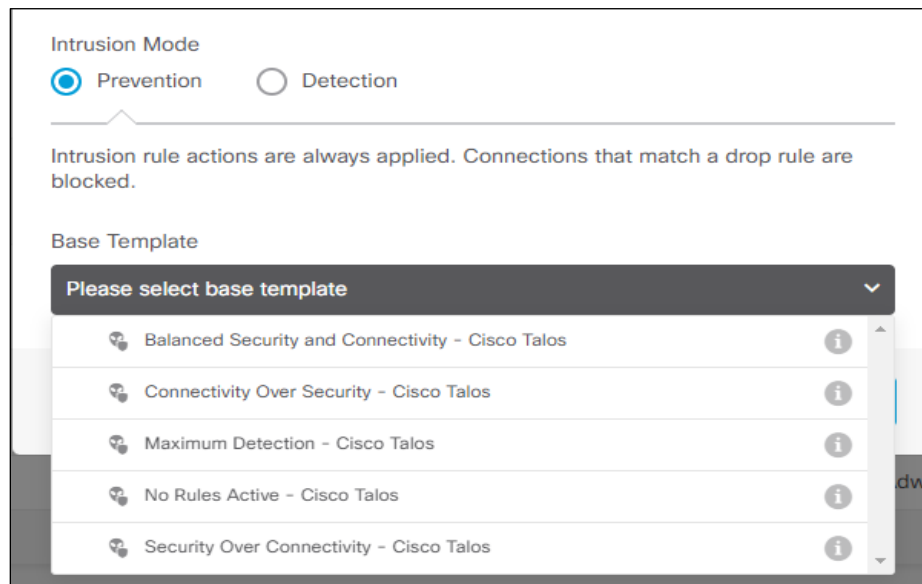 Intrusion Mode
Prevention Detection
Intrusion rule actions are always applied. Connections that match a drop rule are
blocked.
Base Template
Please select base template
Balanced Security and Connectivity - Cisco Talos
Connectivity Over Security - Cisco Talos
Maximum Detection - Cisco Talos
No Rules Active - Cisco Talos
Security Over Connectivity - Cisco Talos